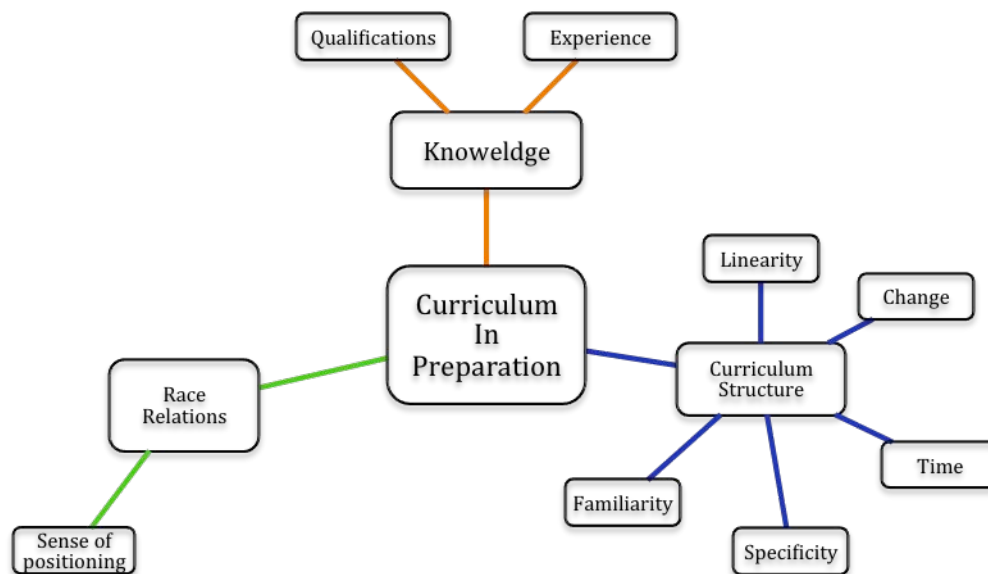 Qualifications
Experience
Knoweldge
Linearity
Change
Curriculum
In
Preparation
Curriculum
Structure
Race
Relations
Time
Familiarity
Specificity
Sense of
positioning